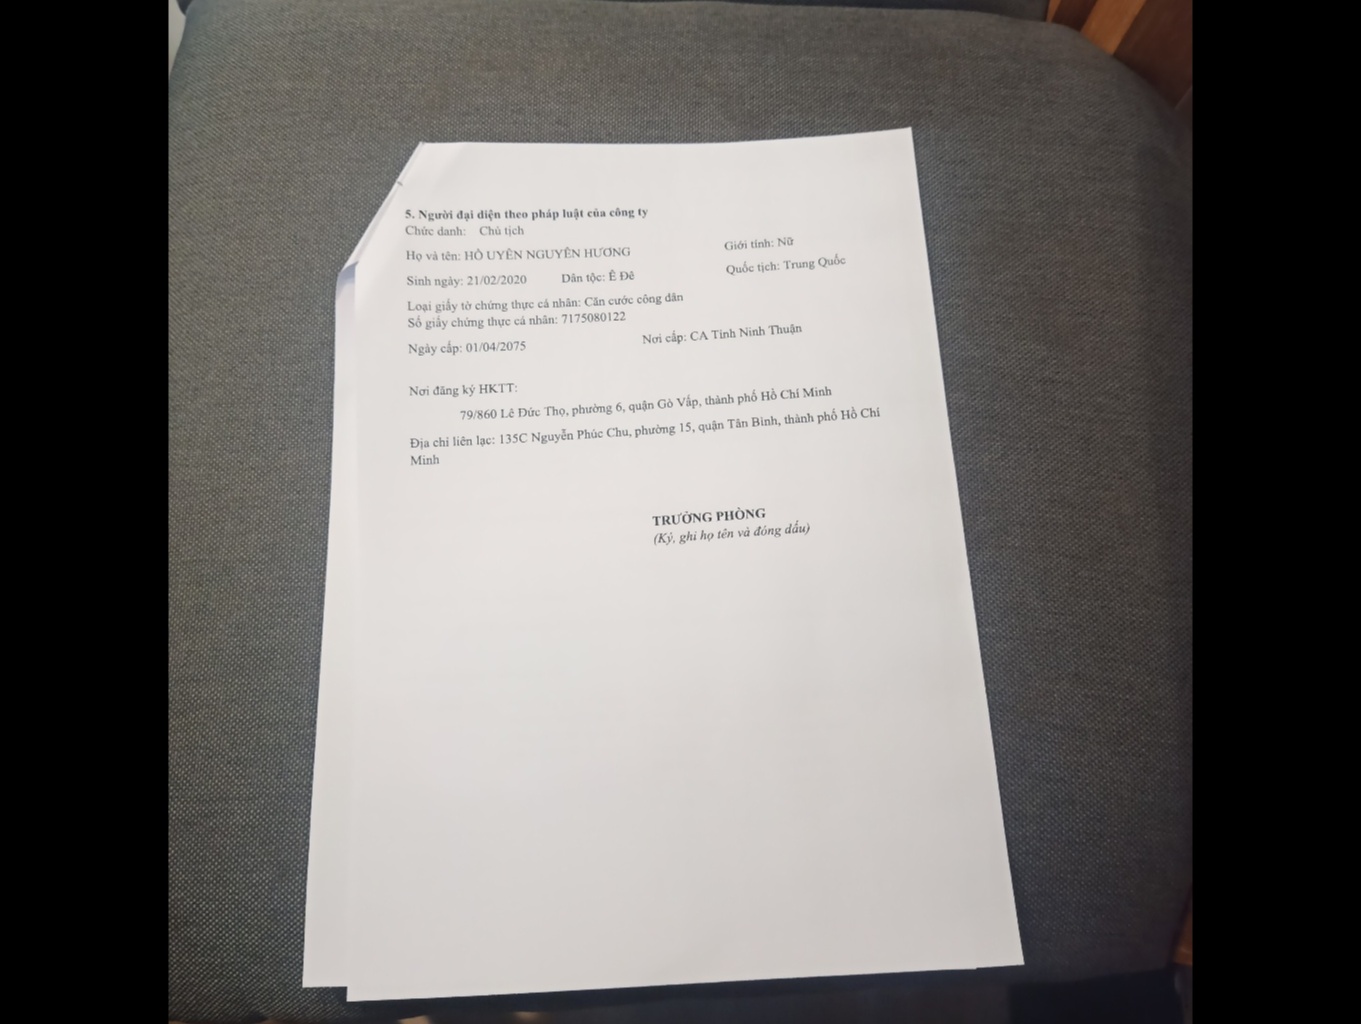 5. Người đại diện theo pháp luật của công ty
Chức danh: Chủ tịch
Họ và tên: HỒ UYÊN NGUYÊN HƯƠNG Giới tính: Nữ
Sinh ngày: 21/02/2020 Dân tộc: Ê Đê Quốc tịch: Trung Quốc
Loại giấy tờ chứng thực cá nhân: Căn cước công dân
Số giấy chứng thực cá nhân: 7175080122
Ngày cấp: 01/04/2075 Nơi cấp: CA Tỉnh Ninh Thuận
Nơi đăng ký HKTT:
79/860 Lê Đức Thọ, phường 6, quận Gò Vấp, thành phố Hồ Chí Minh
Địa chỉ liên lạc: 135C Nguyễn Phúc Chu, phường 15, quận Tân Bình, thành phố Hồ Chí
Minh
TRƯỞNG PHÒNG
(Ký, ghi họ tên và đóng dấu)